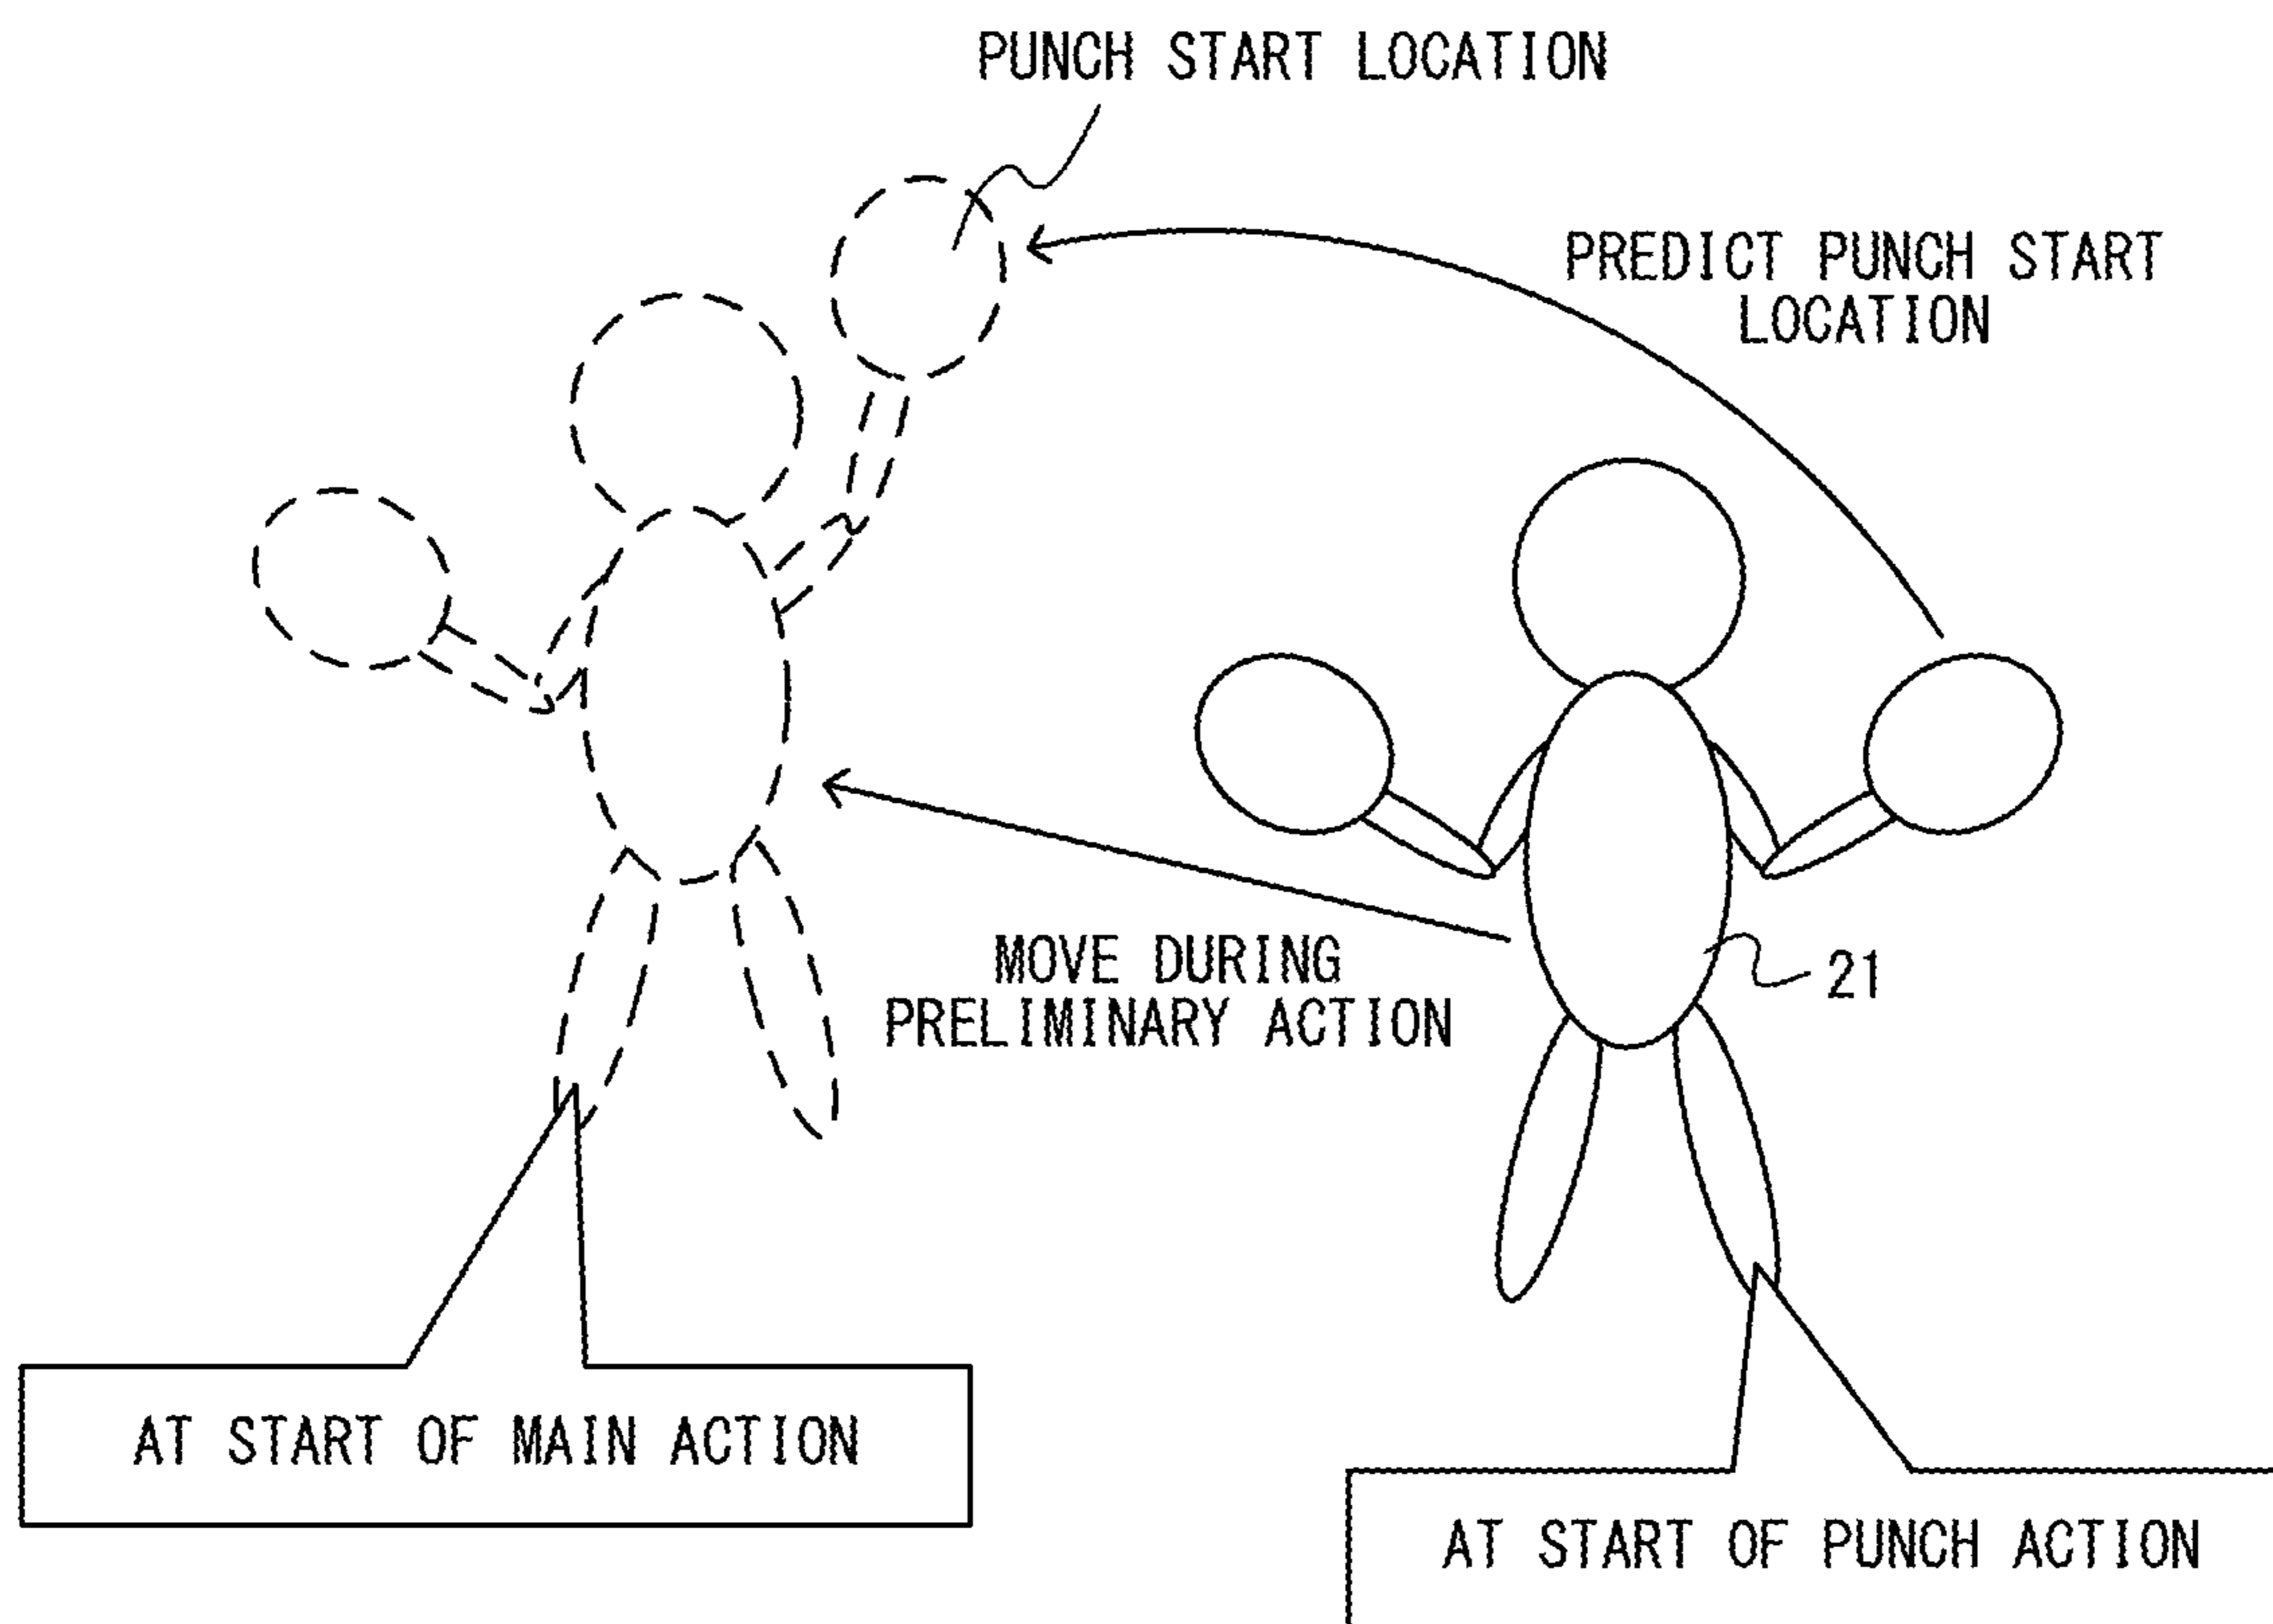 PUNCH START LOCATION
PREDICT PUNCH START
LOCATION
MOVE DURING
PRELIMINARY ACTION
21
AT START OF MAIN ACTION
AT START OF PUNCH ACTION